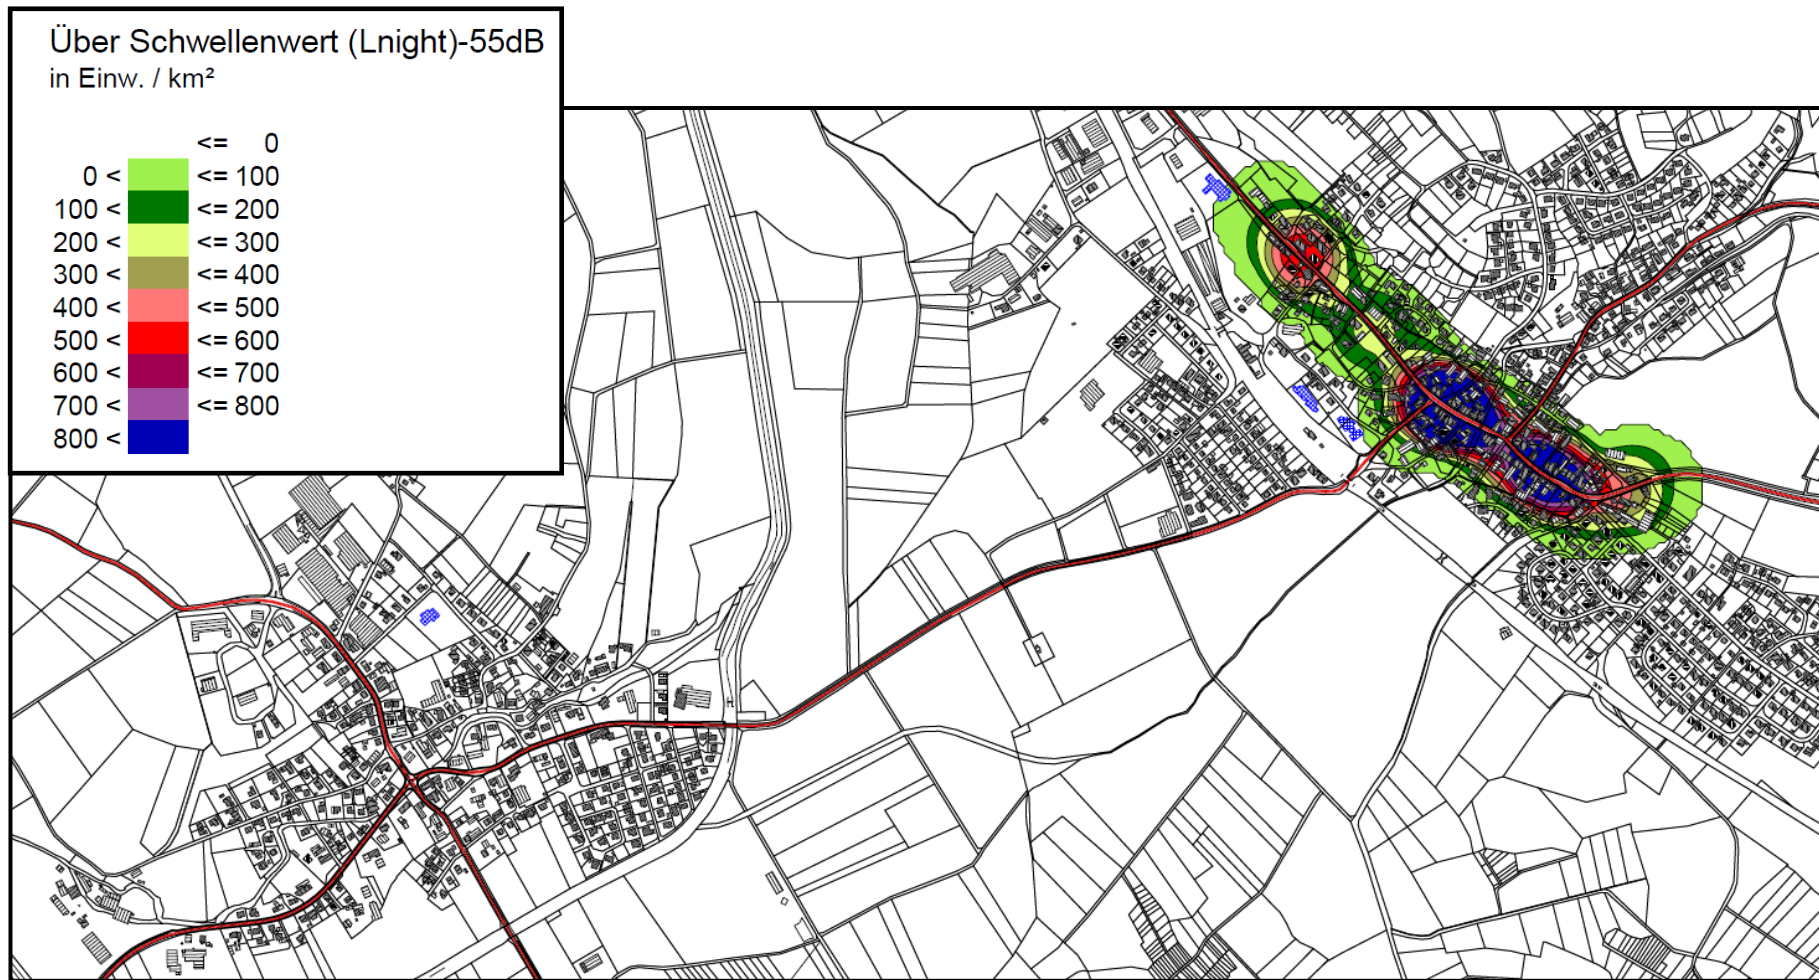 Über Schwellenwert (Lnight)-55dB
in Einw. / km²
<= 0
0 < <= 100
100 < <= 200
200 < <= 300
300 < <= 400
400 < <= 500
500 < <= 600
600 < <= 700
700 < <= 800
800 <